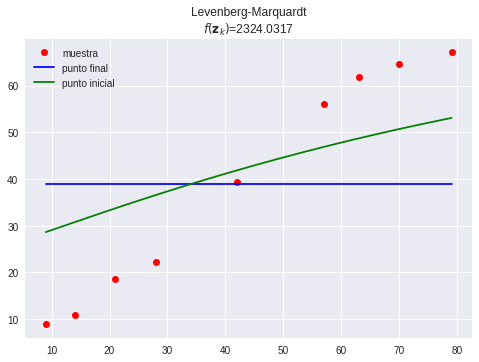 Levenberg-Marquardt
f(z_k)=2324.0317
muestra
punto final
punto inicial
60
50
40
30
20
10
10 20 30 40 50 60 70 80